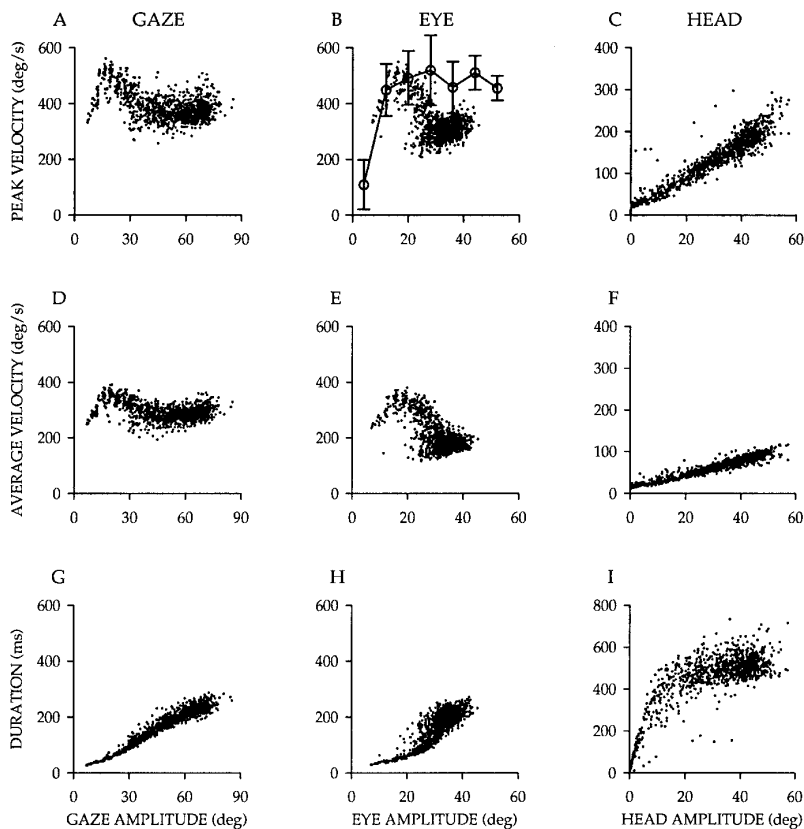 A GAZE B EYE C HEAD
PEAK VELOCITY (deg/s)
600 400 200 0
0 30 60 90
600 400 200 0
0 20 40 60
400 300 200 100 0
0 20 40 60
D E F
AVERAGE VELOCITY (deg/s)
600 400 200 0
0 30 60 90
600 400 200 0
0 20 40 60
400 300 200 100 0
0 20 40 60
G H I
DURATION (ms)
600 400 200 0
0 30 60 90
GAZE AMPLITUDE (deg)
600 400 200 0
0 20 40 60
EYE AMPLITUDE (deg)
800 600 400 200 0
0 20 40 60
HEAD AMPLITUDE (deg)